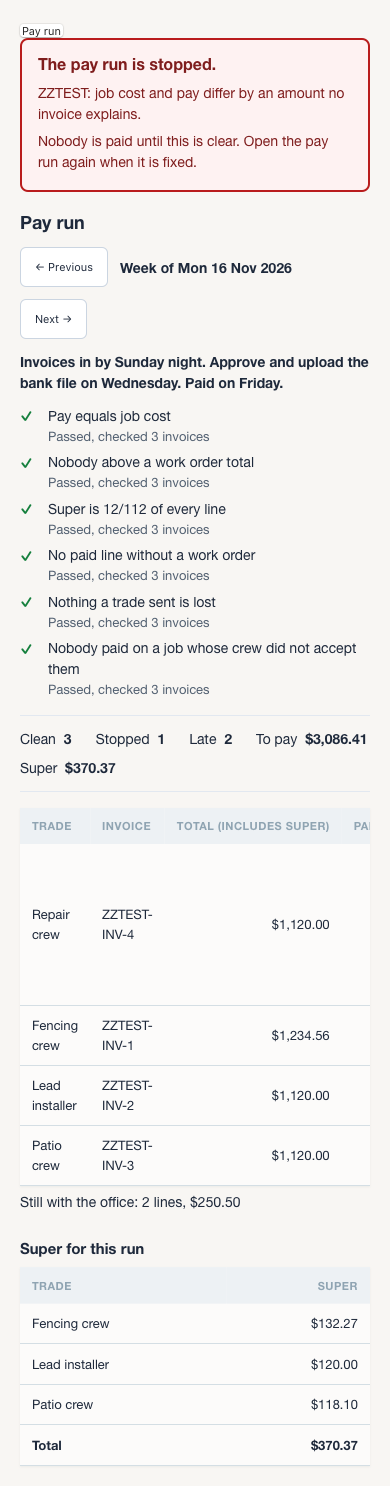 Pay run
The pay run is stopped.
ZZTEST: job cost and pay differ by an amount no
invoice explains.
Nobody is paid until this is clear. Open the pay
run again when it is fixed.
Pay run
← Previous
Week of Mon 16 Nov 2026
Next →
Invoices in by Sunday night. Approve and upload the
bank file on Wednesday. Paid on Friday.
Pay equals job cost
Passed, checked 3 invoices
Nobody above a work order total
Passed, checked 3 invoices
Super is 12/112 of every line
Passed, checked 3 invoices
No paid line without a work order
Passed, checked 3 invoices
Nothing a trade sent is lost
Passed, checked 3 invoices
Nobody paid on a job whose crew did not accept
them
Passed, checked 3 invoices
Clean 3 Stopped 1 Late 2 To pay $3,086.41
Super $370.37
TRADE INVOICE TOTAL (INCLUDES SUPER)
Repair
crew
ZZTEST-
INV-4
$1,120.00
Fencing
crew
ZZTEST-
INV-1
$1,234.56
Lead
installer
ZZTEST-
INV-2
$1,120.00
Patio
crew
ZZTEST-
INV-3
$1,120.00
Still with the office: 2 lines, $250.50
Super for this run
TRADE SUPER
Fencing crew $132.27
Lead installer $120.00
Patio crew $118.10
Total $370.37